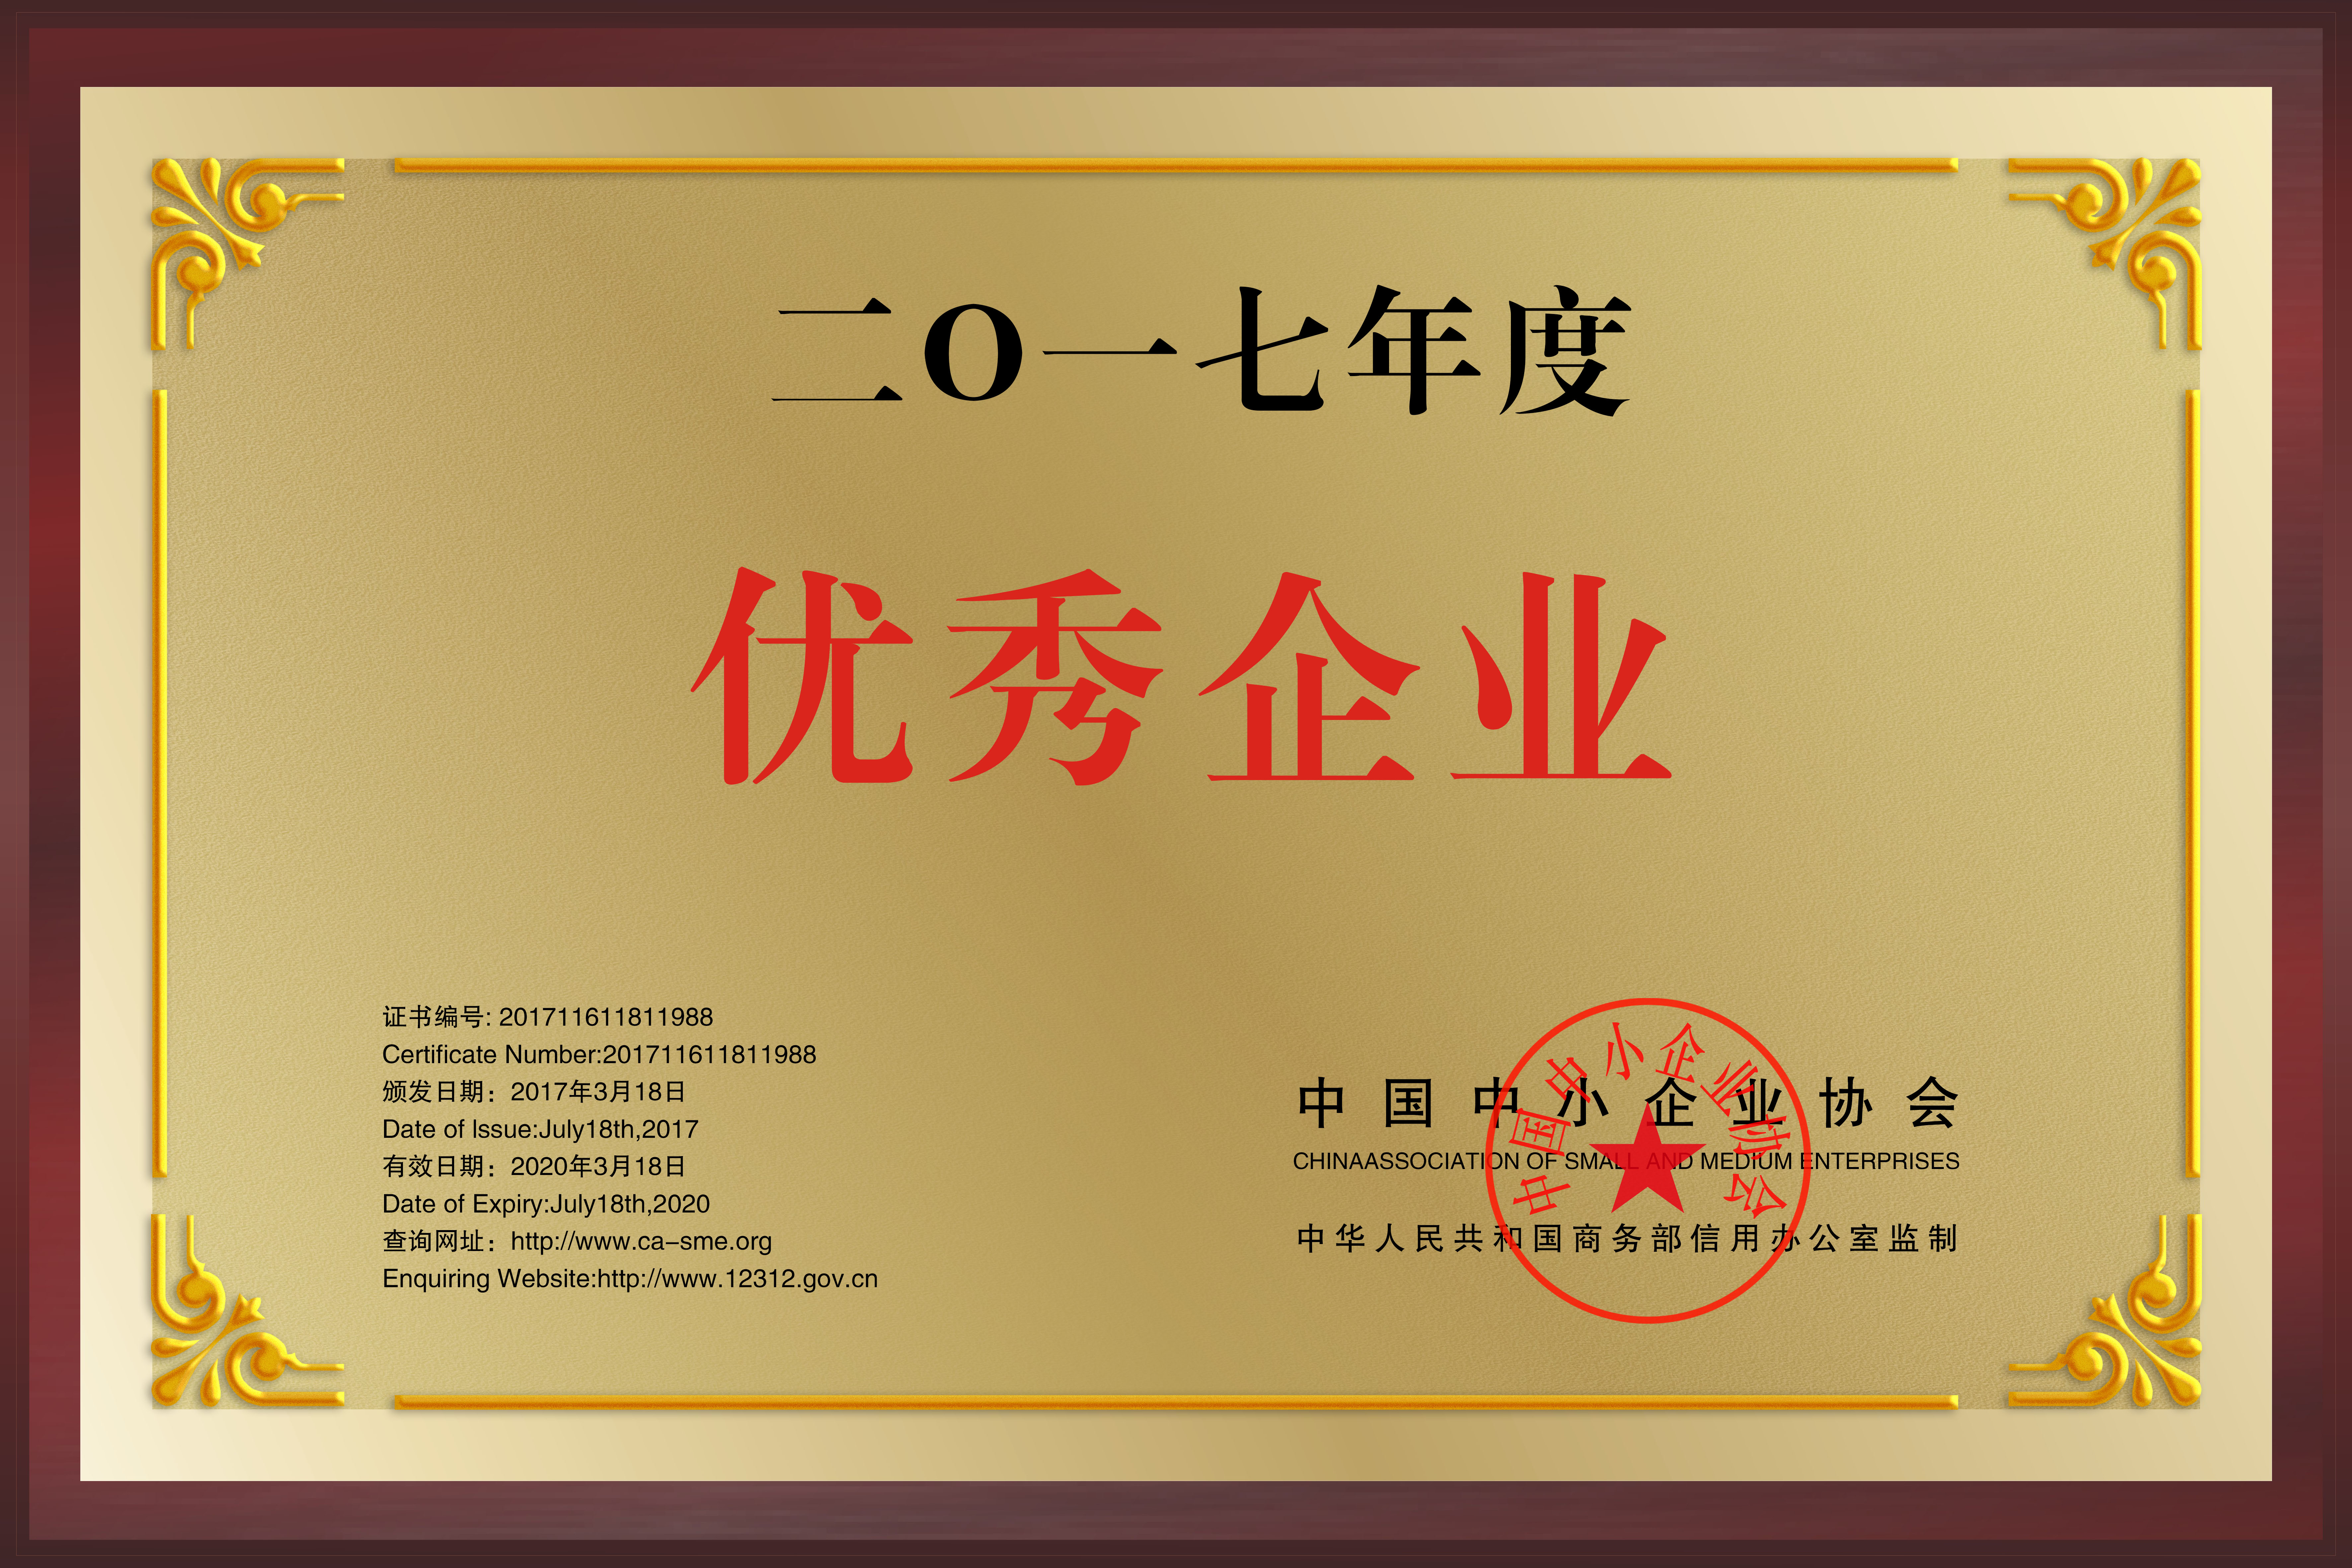 二O一七年度
优秀企业
证书编号: 201711611811988
Certificate Number:201711611811988
颁发日期：2017年3月18日
Date of lssue:July18th,2017
有效日期：2020年3月18日
Date of Expiry:July18th,2020
查询网址：http://www.ca-sme.org
Enquiring Website:http://www.12312.gov.cn
中国中小企业协会
中国中小企业协会
CHINAASSOCIATION OF SMALL AND MEDIUM ENTERPRISES
中华人民共和国商务部信用办公室监制